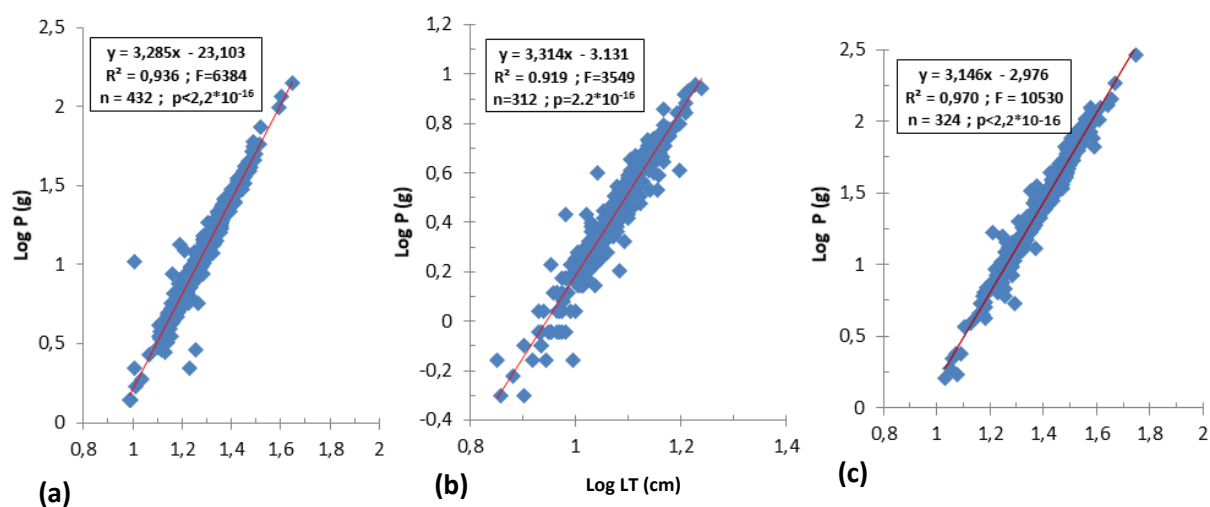 2,5
2
1,5
1
0,5
0
0,8
1
1,2
1,4
1,6
1,8
2
Log P (g)
y = 3,285x - 23,103
R² = 0,936 ; F=6384
n = 432 ; p<2,2*10⁻¹⁶
(a)
1,2
1
0,8
0,6
0,4
0,2
0
-0,2
-0,4
0,8
1
1,2
1,4
Log P (g)
y = 3,314x - 3.131
R² = 0.919 ; F=3549
n=312 ; p=2.2*10⁻¹⁶
(b)
Log LT (cm)
2,5
2
1,5
1
0,5
0
0,8
1
1,2
1,4
1,6
1,8
Log P (g)
y = 3,146x - 2,976
R² = 0,970 ; F = 10530
n = 324 ; p<2,2*10-16
(c)